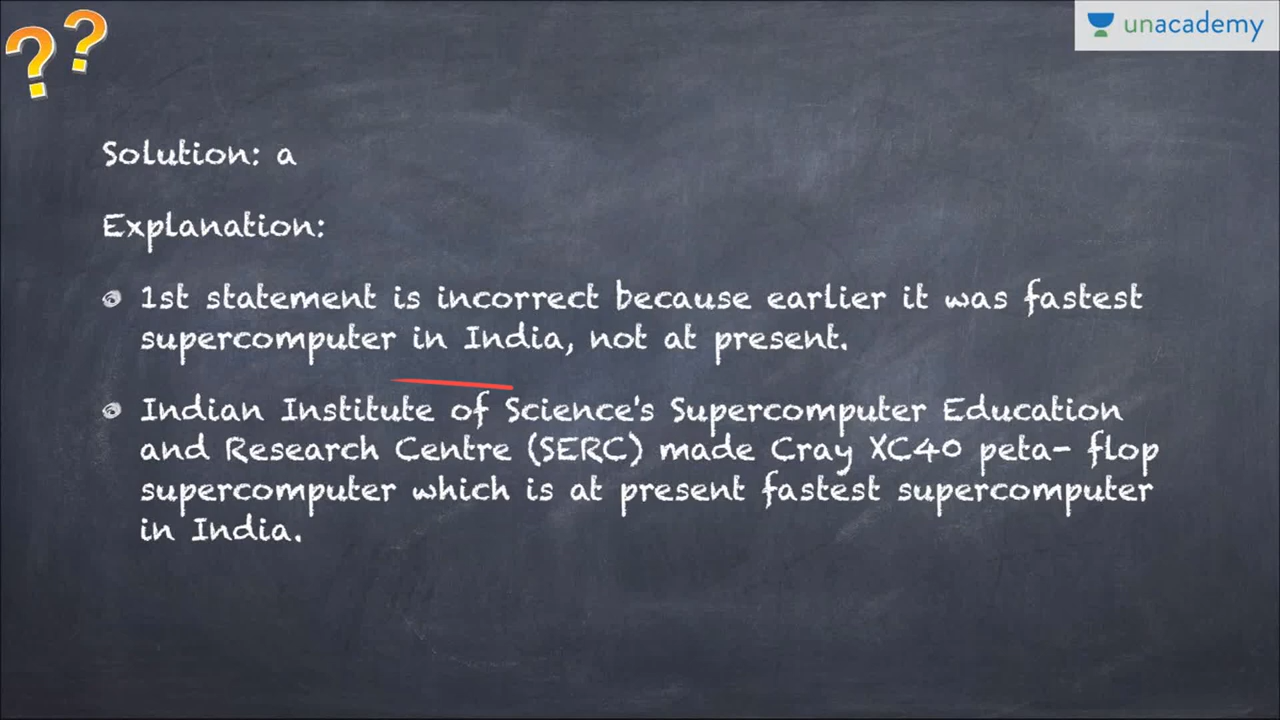 ??
unacademy
Solution: a
Explanation:
1st statement is incorrect because earlier it was fastest
supercomputer in India, not at present.
Indian Institute of Science's Supercomputer Education
and Research Centre (SERC) made Cray XC40 peta- flop
supercomputer which is at present fastest supercomputer
in India.